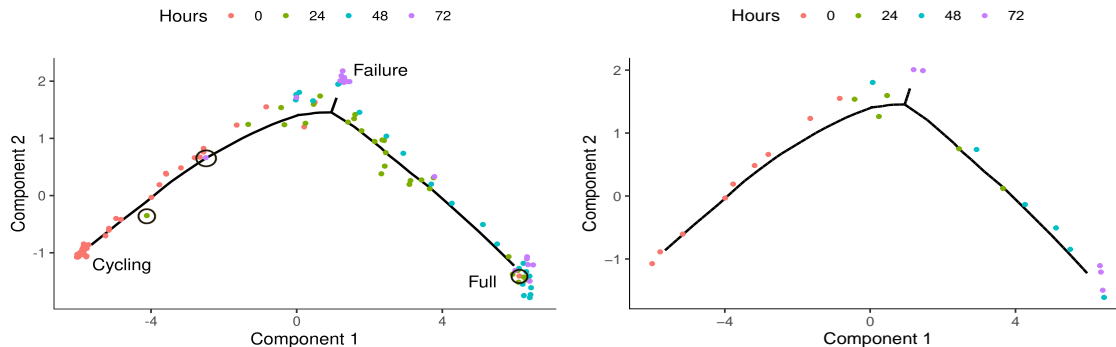 Hours 0 24 48 72
Failure
Cycling
Full
2
1
0
-1
-4 0 4
Component 1
Component 2
Hours 0 24 48 72
2
1
0
−1
−4 0 4
Component 1
Component 2